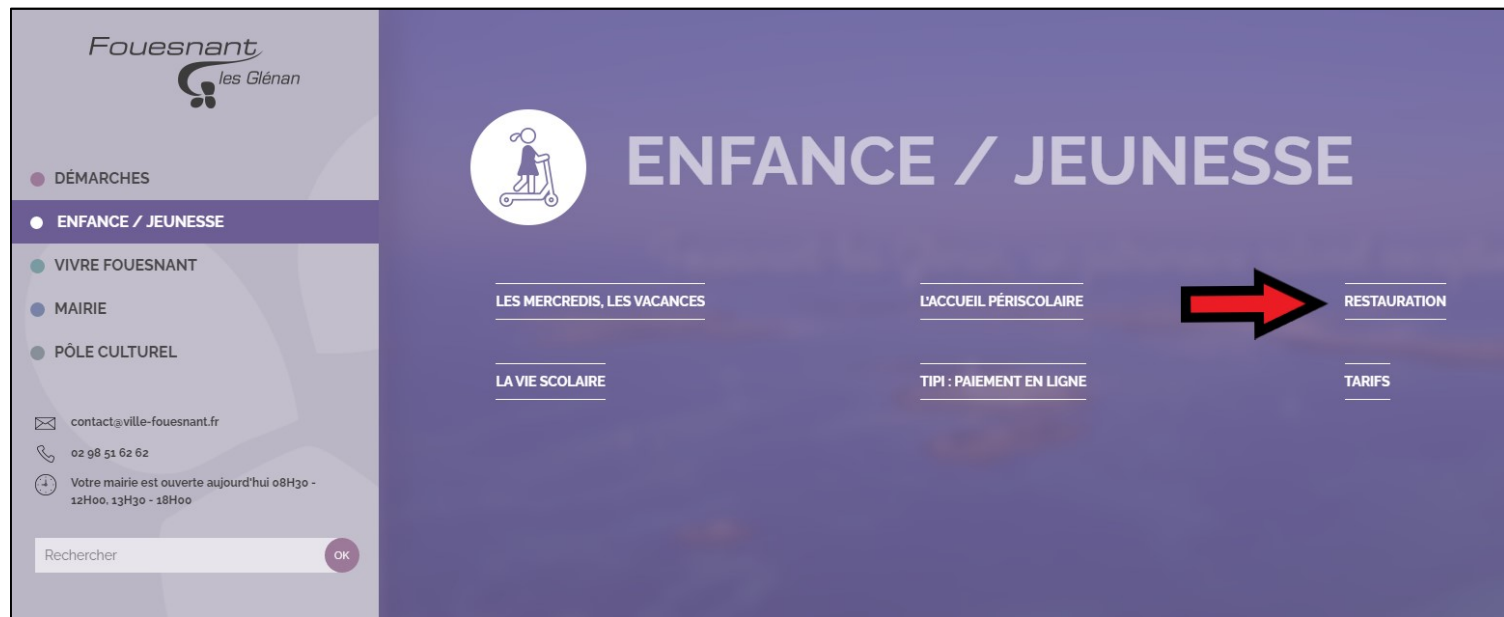 Fouesnant
les Glénan
DÉMARCHES
ENFANCE / JEUNESSE
VIVRE FOUESNANT
MAIRIE
PÔLE CULTUREL
contact@ville-fouesnant.fr
02 98 51 62 62
Votre mairie est ouverte aujourd'hui 08H30 -
12H00, 13H30 - 18H00
Rechercher
OK
ENFANCE / JEUNESSE
LES MERCREDIS, LES VACANCES
L'ACCUEIL PÉRISCOLAIRE
RESTAURATION
LA VIE SCOLAIRE
TIPI : PAIEMENT EN LIGNE
TARIFS